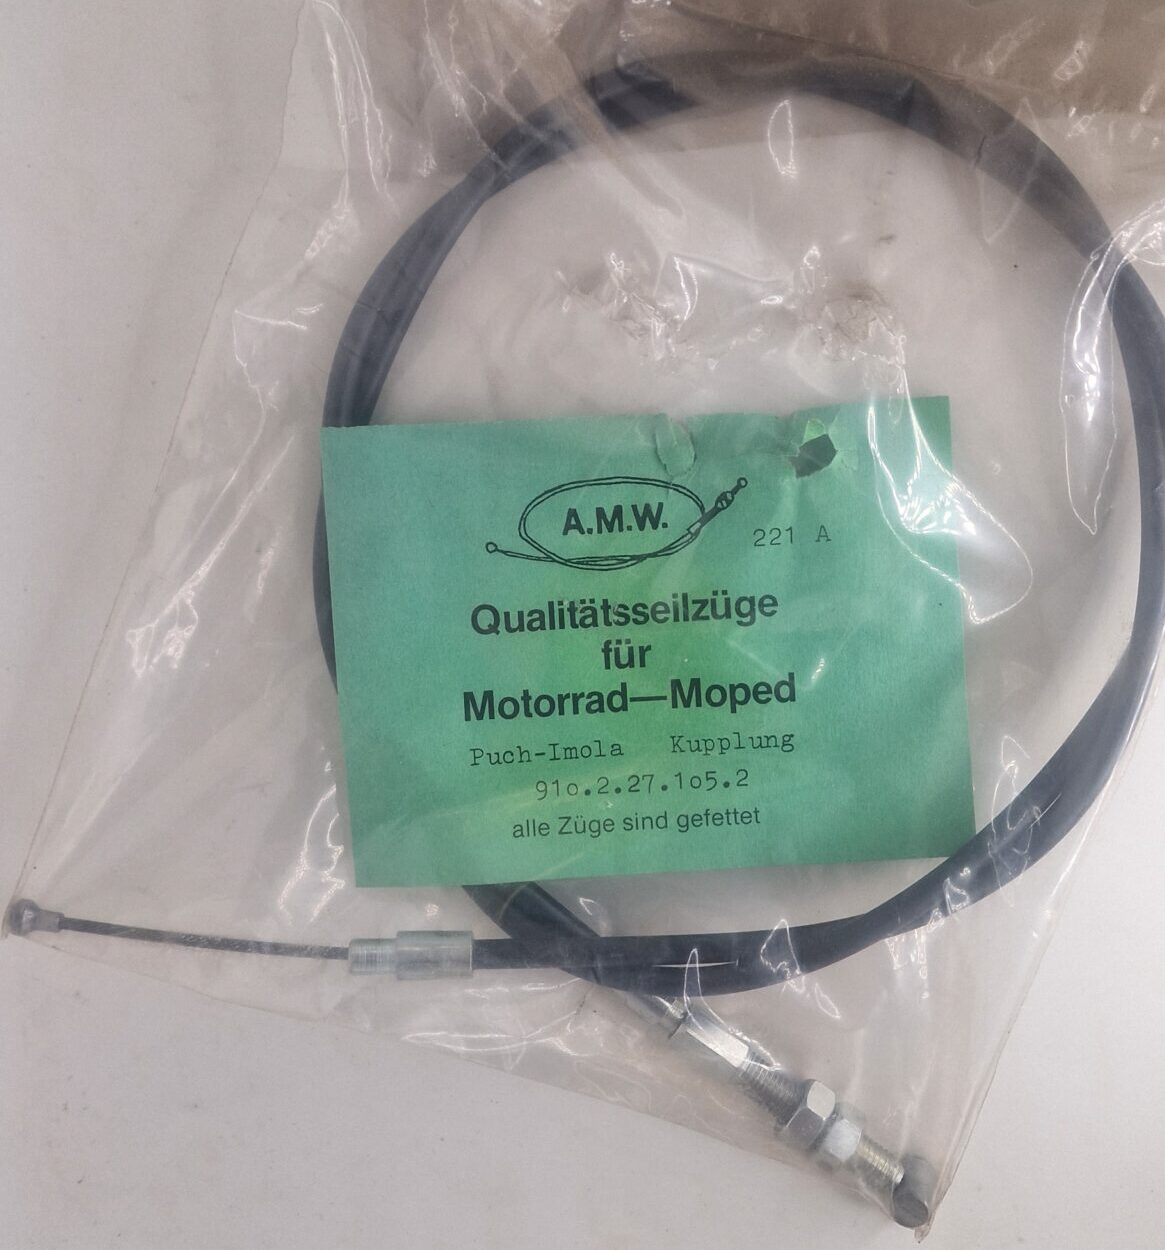 A.M.W.
221 A
Qualitätsseilzüge
für
Motorrad—Moped
Puch-Imola Kupplung
91o.2.27.1o5.2
alle Züge sind gefettet